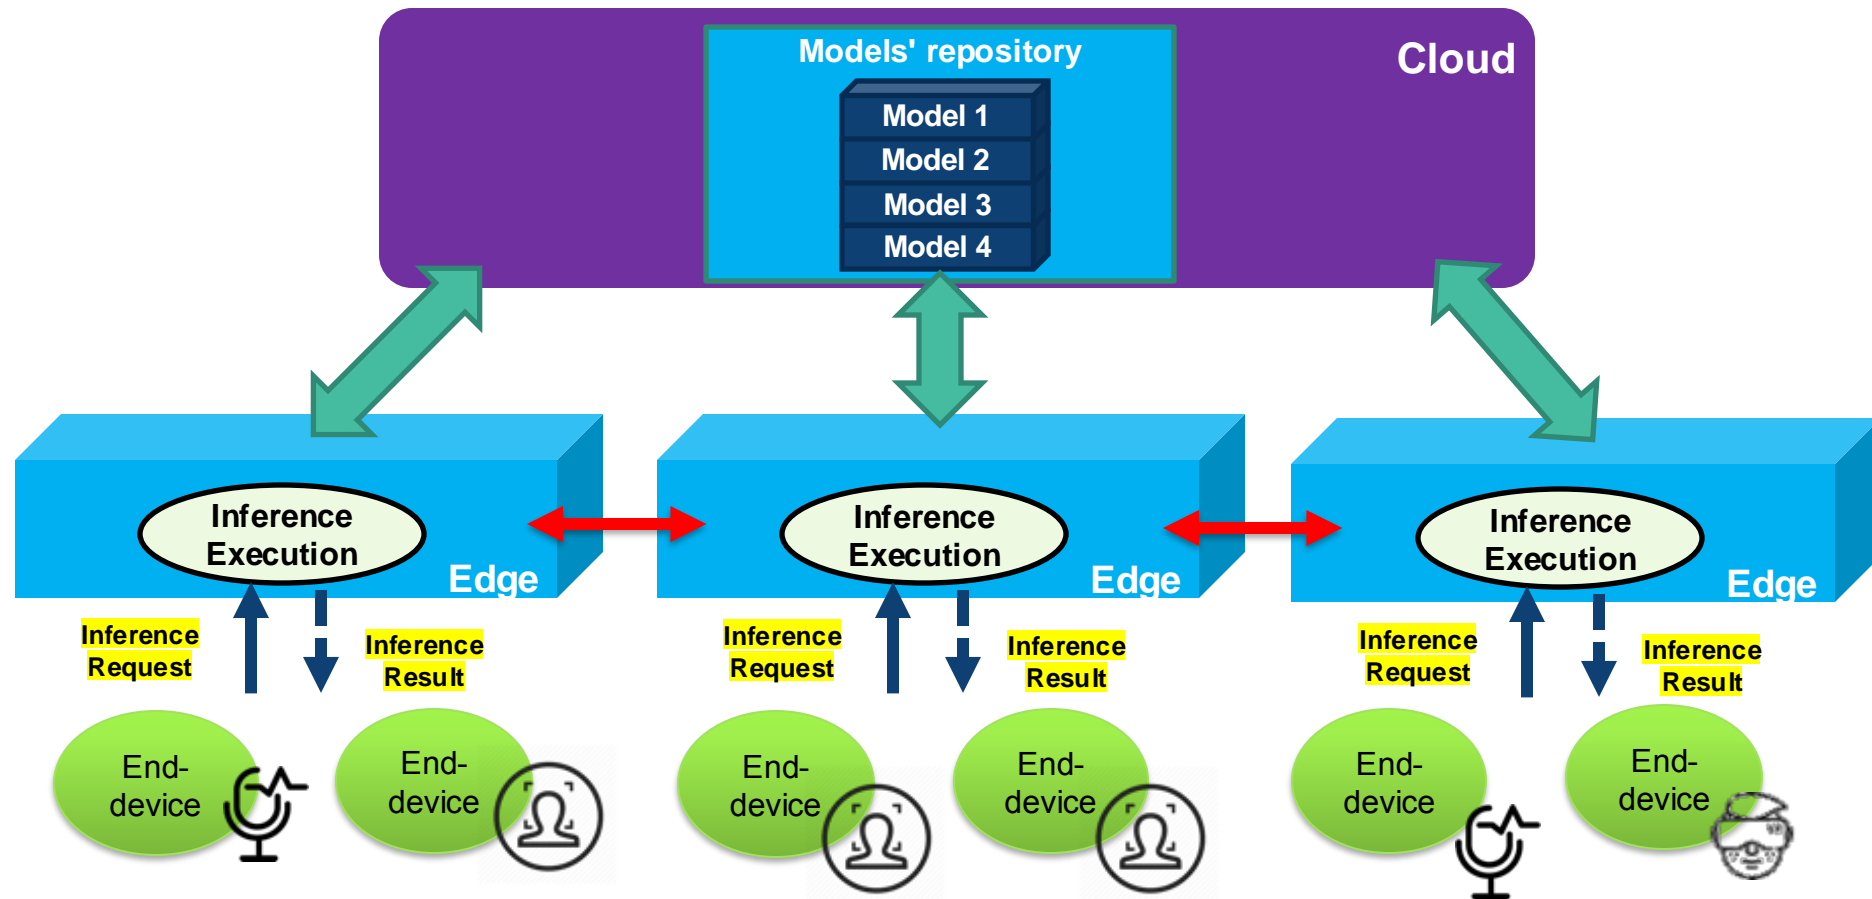 Models' repository
Cloud
Model 1
Model 2
Model 3
Model 4
Inference
Execution
Edge
Inference
Execution
Edge
Inference
Execution
Edge
Inference
Request
Inference
Result
Inference
Request
Inference
Result
Inference
Request
Inference
Result
End-
device
End-
device
End-
device
End-
device
End-
device
End-
device